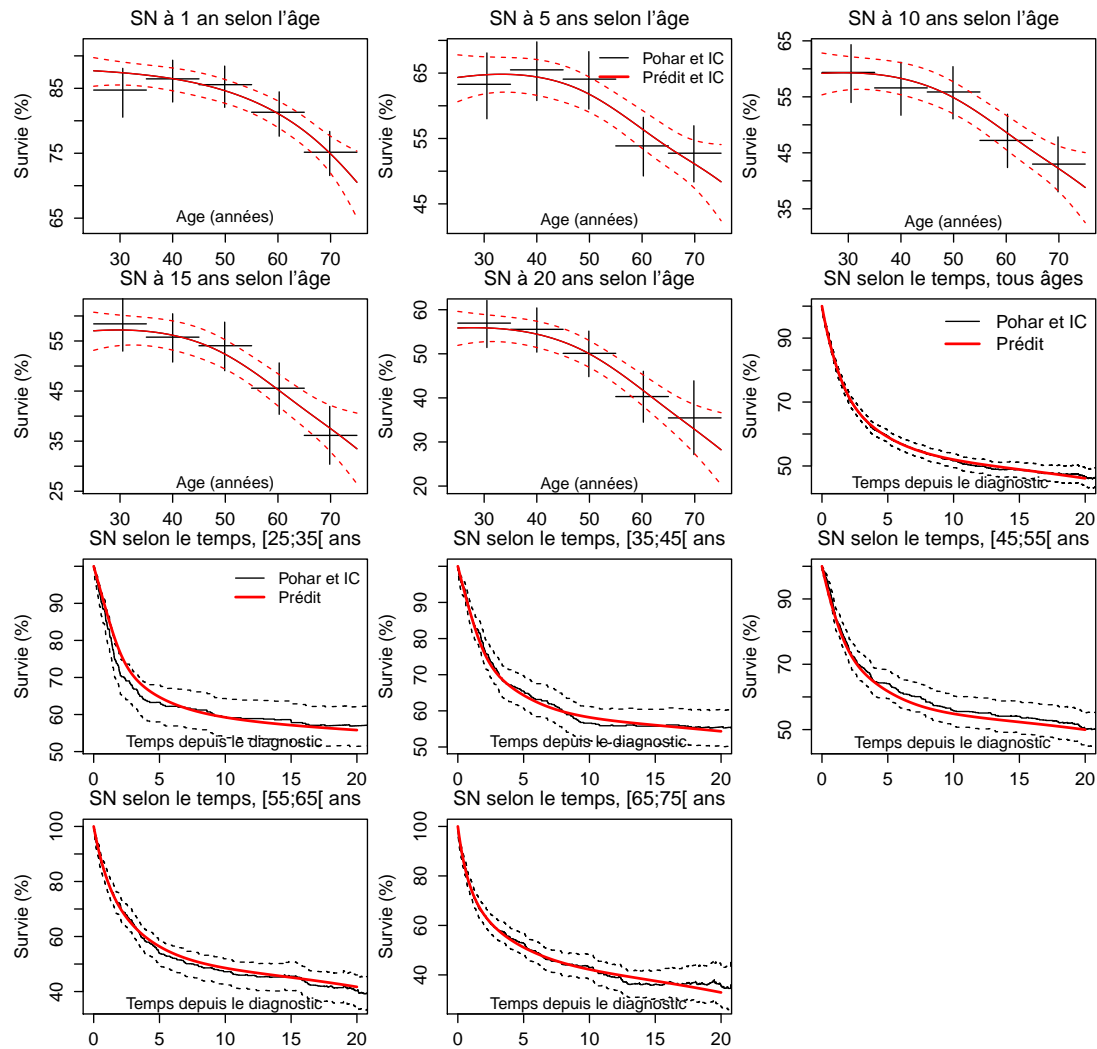 SN à 1 an selon l'âge
Survie (%)
85
75
65
Age (années)
30 40 50 60 70
SN à 5 ans selon l'âge
Survie (%)
65
55
45
Pohar et IC
Prédit et IC
Age (années)
30 40 50 60 70
SN à 10 ans selon l'âge
Survie (%)
65
55
45
35
Age (années)
30 40 50 60 70
SN à 15 ans selon l'âge
Survie (%)
55
45
35
25
Age (années)
30 40 50 60 70
SN à 20 ans selon l'âge
Survie (%)
60
50
40
30
20
Age (années)
30 40 50 60 70
SN selon le temps, tous âges
Survie (%)
90
70
50
Pohar et IC
Prédit
Temps depuis le diagnostic
0 5 10 15 20
SN selon le temps, [25;35[ ans
Survie (%)
90
80
70
60
50
Pohar et IC
Prédit
Temps depuis le diagnostic
0 5 10 15 20
SN selon le temps, [35;45[ ans
Survie (%)
90
80
70
60
50
Temps depuis le diagnostic
0 5 10 15 20
SN selon le temps, [45;55[ ans
Survie (%)
90
70
50
Temps depuis le diagnostic
0 5 10 15 20
SN selon le temps, [55;65[ ans
Survie (%)
100
80
60
40
Temps depuis le diagnostic
0 5 10 15 20
SN selon le temps, [65;75[ ans
Survie (%)
100
80
60
40
Temps depuis le diagnostic
0 5 10 15 20